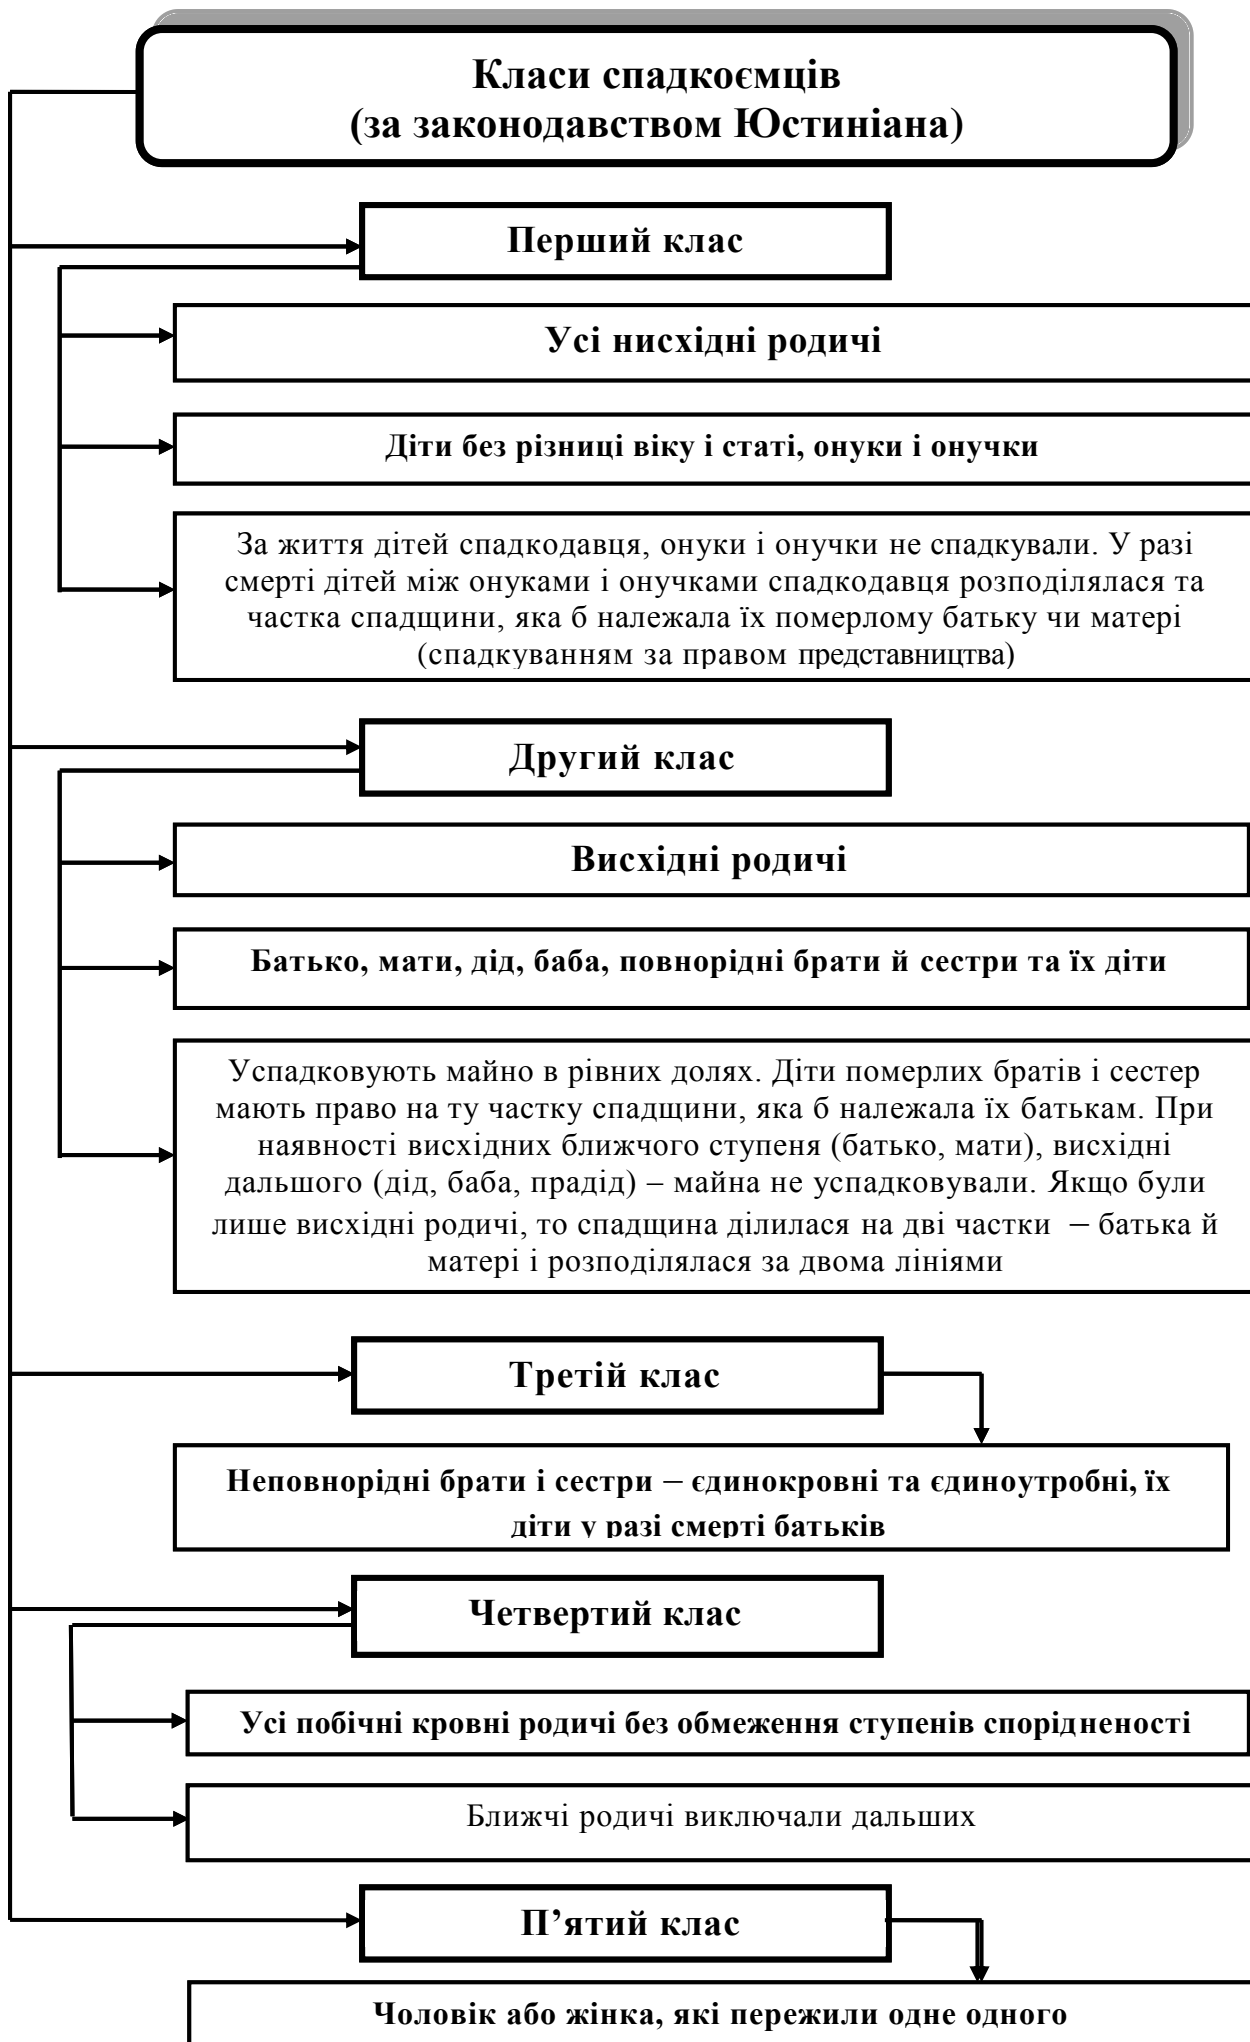 Класи спадкоємців
(за законодавством Юстиніана)
Перший клас
Усі нисхідні родичі
Діти без різниці віку і статі, онуки і онучки
За життя дітей спадкодавця, онуки і онучки не спадкували. У разі
смерті дітей між онуками і онучками спадкодавця розподілялася та
частка спадщини, яка б належала їх померлому батьку чи матері
(спадкуванням за правом представництва)
Другий клас
Висхідні родичі
Батько, мати, дід, баба, повнорідні брати й сестри та їх діти
Успадковують майно в рівних долях. Діти померлих братів і сестер
мають право на ту частку спадщини, яка б належала їх батькам. При
наявності висхідних ближчого ступеня (батько, мати), висхідні
дальшого (дід, баба, прадід) – майна не успадковували. Якщо були
лише висхідні родичі, то спадщина ділилася на дві частки – батька й
матері і розподілялася за двома лініями
Третій клас
Неповнорідні брати і сестри – єдинокровні та єдиноутробні, їх
діти у разі смерті батьків
Четвертий клас
Усі побічні кровні родичі без обмеження ступенів спорідненості
Ближчі родичі виключали дальших
П’ятий клас
Чоловік або жінка, які пережили одне одного